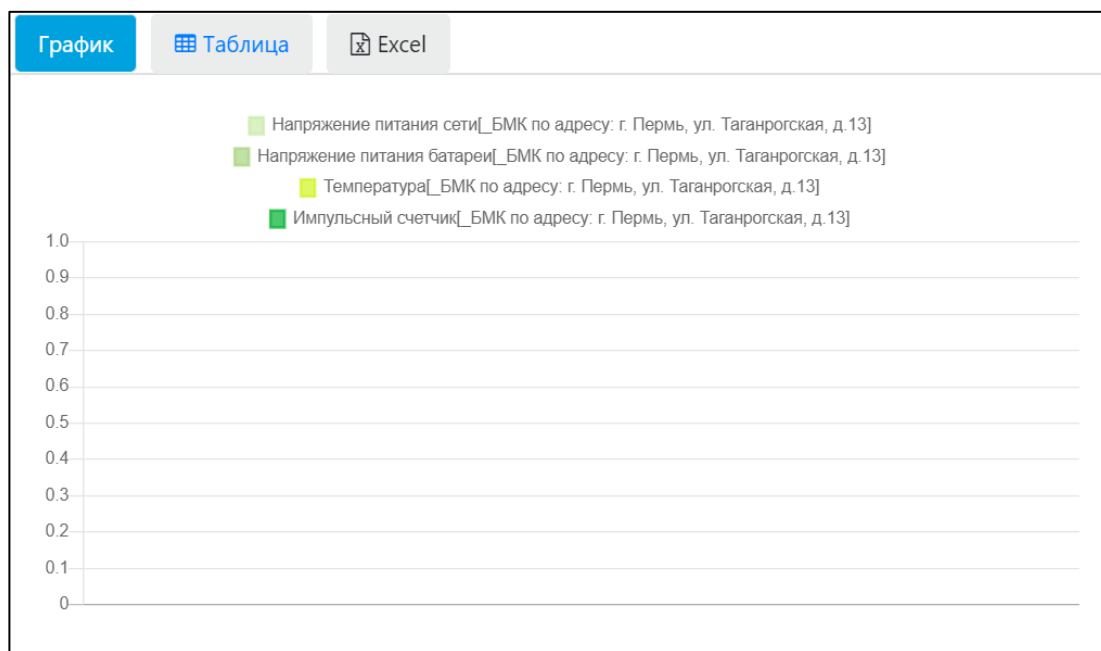 График Таблица Excel
Напряжение питания сети[_БМК по адресу: г. Пермь, ул. Таганрогская, д.13]
Напряжение питания батареи[_БМК по адресу: г. Пермь, ул. Таганрогская, д.13]
Температура[_БМК по адресу: г. Пермь, ул. Таганрогская, д.13]
Импульсный счетчик[_БМК по адресу: г. Пермь, ул. Таганрогская, д.13]
1.0
0.9
0.8
0.7
0.6
0.5
0.4
0.3
0.2
0.1
0